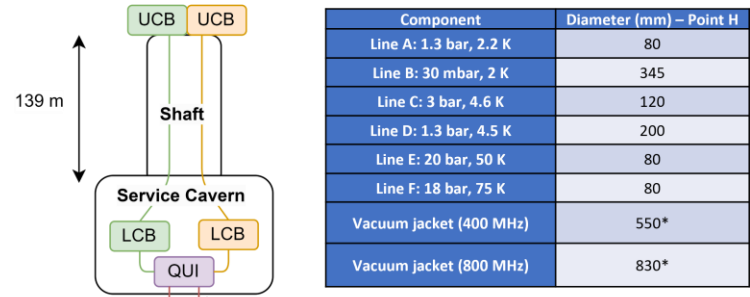 UCB UCB
139 m
Shaft
Service Cavern
LCB LCB
QUI
Component Diameter (mm) – Point H
Line A: 1.3 bar, 2.2 K 80
Line B: 30 mbar, 2 K 345
Line C: 3 bar, 4.6 K 120
Line D: 1.3 bar, 4.5 K 200
Line E: 20 bar, 50 K 80
Line F: 18 bar, 75 K 80
Vacuum jacket (400 MHz) 550*
Vacuum jacket (800 MHz) 830*